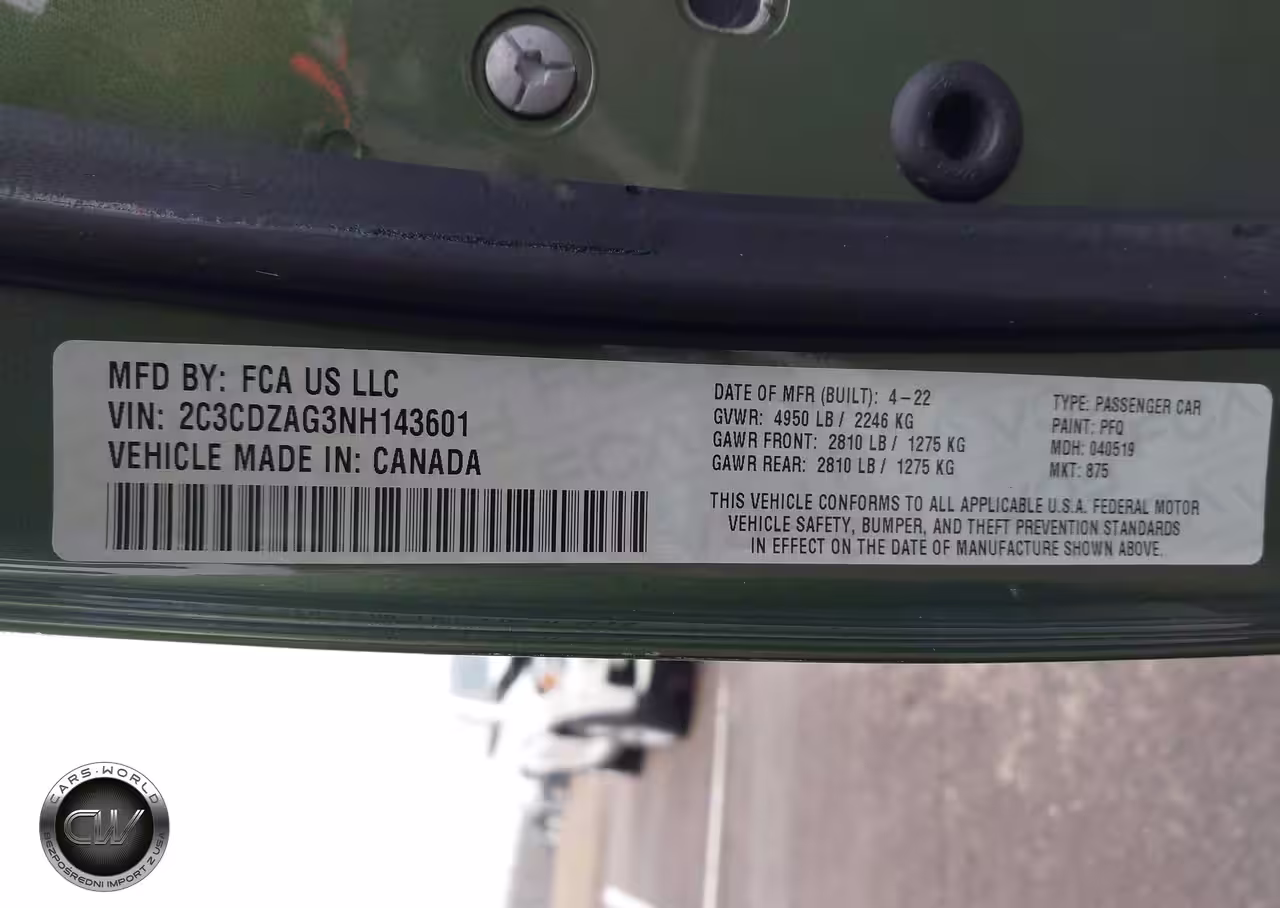 MFD BY: FCA US LLC
VIN: 2C3CDZAG3NH143601
VEHICLE MADE IN: CANADA
DATE OF MFR (BUILT): 4-22
GVWR: 4950 LB / 2246 KG
GAWR FRONT: 2810 LB / 1275 KG
GAWR REAR: 2810 LB / 1275 KG
TYPE: PASSENGER CAR
PAINT: PFQ
MDH: 040519
MKT: 875
THIS VEHICLE CONFORMS TO ALL APPLICABLE U.S.A. FEDERAL MOTOR
VEHICLE SAFETY, BUMPER, AND THEFT PREVENTION STANDARDS
IN EFFECT ON THE DATE OF MANUFACTURE SHOWN ABOVE.
CARS·WORLD
CW
BEZPOŚREDNI IMPORT Z USA